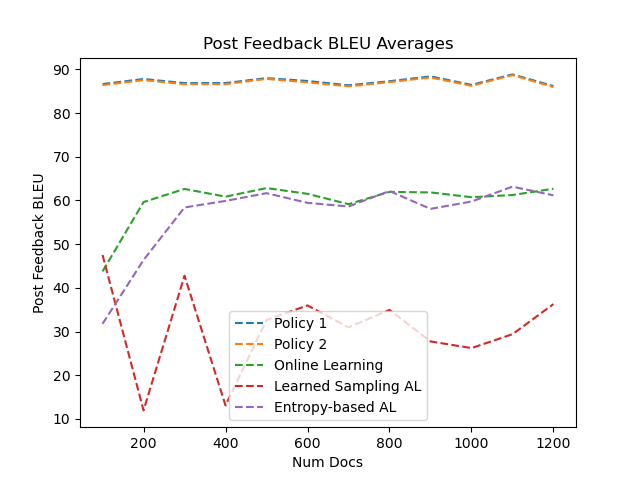 Post Feedback BLEU Averages
Post Feedback BLEU
90
80
70
60
50
40
30
20
10
Policy 1
Policy 2
Online Learning
Learned Sampling AL
Entropy-based AL
200 400 600 800 1000 1200
Num Docs